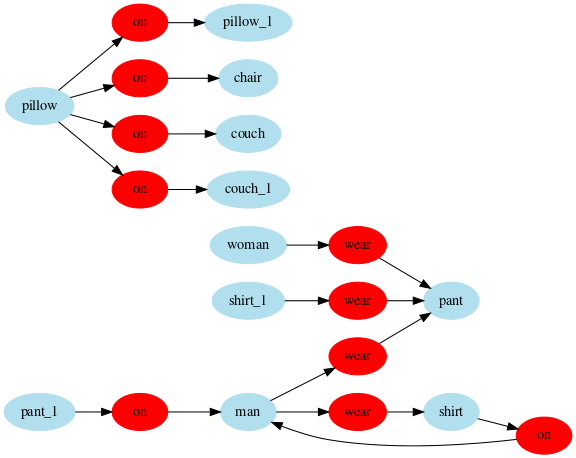 on pillow_1
on chair
pillow
on couch
on couch_1
woman wear
shirt_1 wear pant
wear
pant_1 on man wear shirt
on